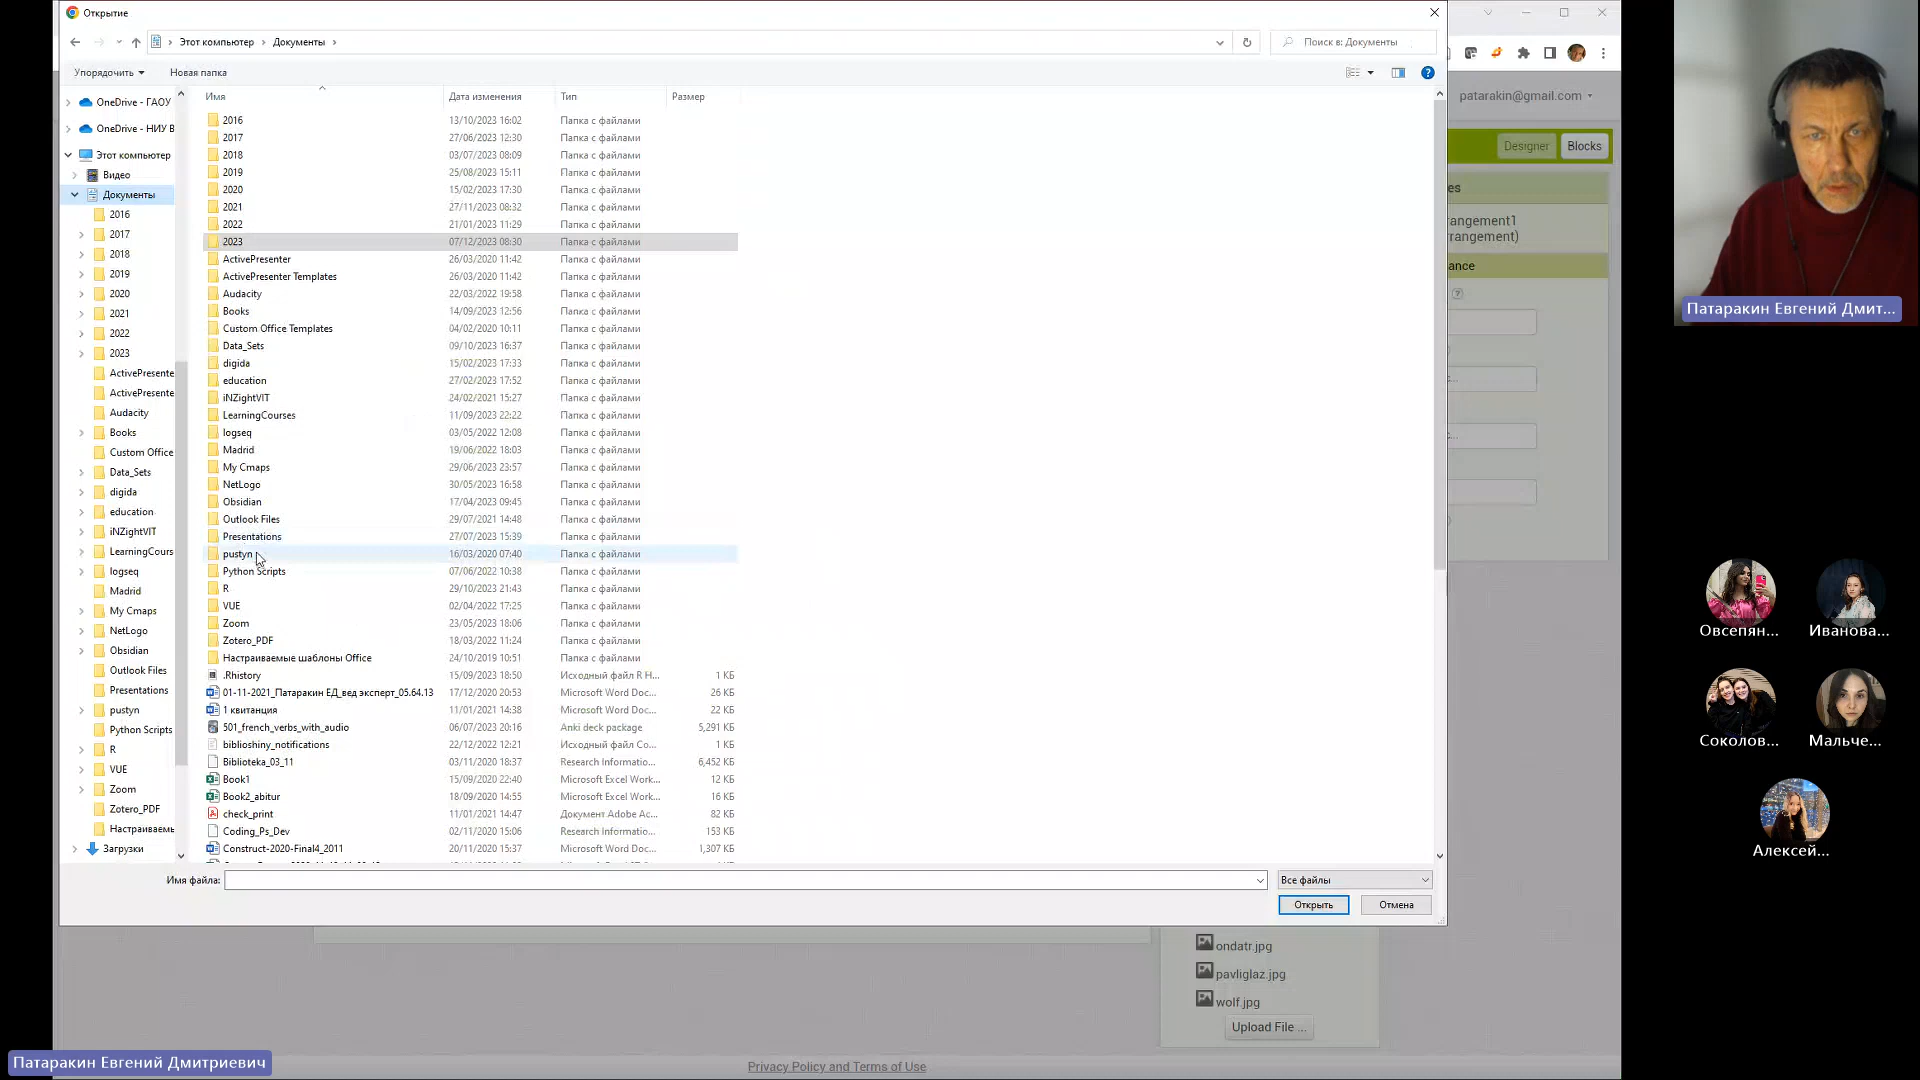 Открытие
Этот компьютер
Документы
Поиск в: Документы
Упорядочить
Новая папка
Имя
Дата изменения
Тип
Размер
OneDrive - ГАОУ
OneDrive - НИУ В
Этот компьютер
Видео
Документы
2016
2017
2018
2019
2020
2021
2022
2023
ActivePresente
ActivePresente
Audacity
Books
Custom Office
Data_Sets
digida
education
iNZightVIT
LearningCours
logseq
Madrid
My Cmaps
NetLogo
Obsidian
Outlook Files
Presentations
pustyn
Python Scripts
R
VUE
Zoom
Zotero_PDF
Настраиваемь
Загрузки
2016 13/10/2023 16:02 Папка с файлами
2017 27/06/2023 12:30 Папка с файлами
2018 03/07/2023 08:09 Папка с файлами
2019 25/08/2023 15:11 Папка с файлами
2020 15/02/2023 17:30 Папка с файлами
2021 27/11/2023 08:32 Папка с файлами
2022 21/01/2023 11:29 Папка с файлами
2023 07/12/2023 08:30 Папка с файлами
ActivePresenter 26/03/2020 11:42 Папка с файлами
ActivePresenter Templates 26/03/2020 11:42 Папка с файлами
Audacity 22/03/2022 19:58 Папка с файлами
Books 14/09/2023 12:56 Папка с файлами
Custom Office Templates 04/02/2020 10:11 Папка с файлами
Data_Sets 09/10/2023 16:37 Папка с файлами
digida 15/02/2023 17:33 Папка с файлами
education 27/02/2023 17:52 Папка с файлами
iNZightVIT 24/02/2021 15:27 Папка с файлами
LearningCourses 11/09/2023 22:22 Папка с файлами
logseq 03/05/2022 12:08 Папка с файлами
Madrid 19/06/2022 18:03 Папка с файлами
My Cmaps 29/06/2023 23:57 Папка с файлами
NetLogo 30/05/2023 16:58 Папка с файлами
Obsidian 17/04/2023 09:45 Папка с файлами
Outlook Files 29/07/2021 14:48 Папка с файлами
Presentations 27/07/2023 15:39 Папка с файлами
pustyn 16/03/2020 07:40 Папка с файлами
Python Scripts 07/06/2022 10:38 Папка с файлами
R 29/10/2023 21:43 Папка с файлами
VUE 02/04/2022 17:25 Папка с файлами
Zoom 23/05/2023 18:06 Папка с файлами
Zotero_PDF 18/03/2022 11:24 Папка с файлами
Настраиваемые шаблоны Office 24/10/2019 10:51 Папка с файлами
.Rhistory 15/09/2023 18:50 Исходный файл R H... 1 КБ
01-11-2021_Патаракин ЕД_вед эксперт_05.64.13 17/12/2020 20:53 Microsoft Word Doc... 26 КБ
1 квитанция 11/01/2021 14:38 Microsoft Word Doc... 22 КБ
501_french_verbs_with_audio 06/07/2023 20:16 Anki deck package 5,291 КБ
biblioshiny_notifications 22/12/2022 12:21 Исходный файл Co... 1 КБ
Biblioteka_03_11 03/11/2020 18:37 Research Informatio... 6,452 КБ
Book1 15/09/2020 22:40 Microsoft Excel Work... 12 КБ
Book2_abitur 18/09/2020 14:55 Microsoft Excel Work... 16 КБ
check_print 11/01/2021 14:47 Документ Adobe Ac... 82 КБ
Coding_Ps_Dev 02/11/2020 15:06 Research Informatio... 153 КБ
Construct-2020-Final4_2011 20/11/2020 15:37 Microsoft Word Doc... 1,307 КБ
Имя файла:
Все файлы
Открыть
Отмена
patarakin@gmail.com
Designer
Blocks
es
angement1
rangement)
ance
ondatr.jpg
pavliglaz.jpg
wolf.jpg
Upload File ...
Privacy Policy and Terms of Use
Патаракин Евгений Дмит...
Овсепян...
Иванова...
Соколов...
Мальче...
Алексей...
Патаракин Евгений Дмитриевич